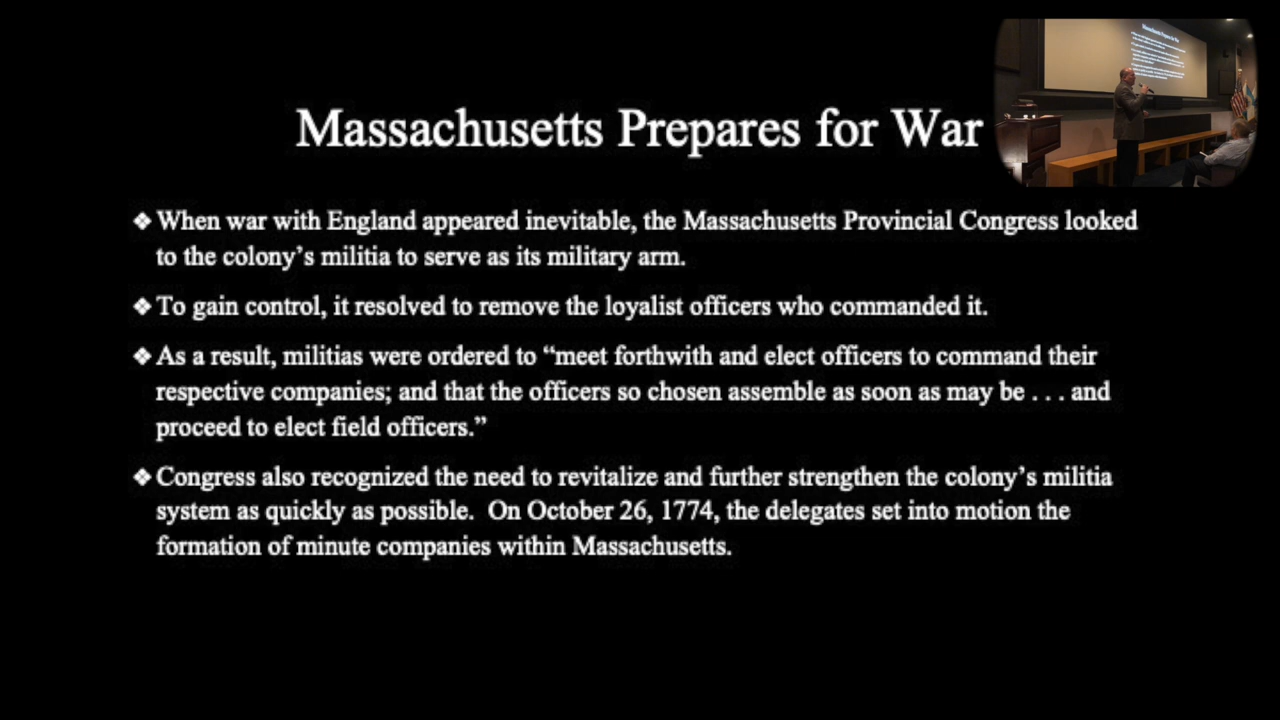 Massachusetts Prepares for War
❖ When war with England appeared inevitable, the Massachusetts Provincial Congress looked
to the colony’s militia to serve as its military arm.
❖ To gain control, it resolved to remove the loyalist officers who commanded it.
❖ As a result, militias were ordered to “meet forthwith and elect officers to command their
respective companies; and that the officers so chosen assemble as soon as may be . . . and
proceed to elect field officers.”
❖ Congress also recognized the need to revitalize and further strengthen the colony’s militia
system as quickly as possible.  On October 26, 1774, the delegates set into motion the
formation of minute companies within Massachusetts.